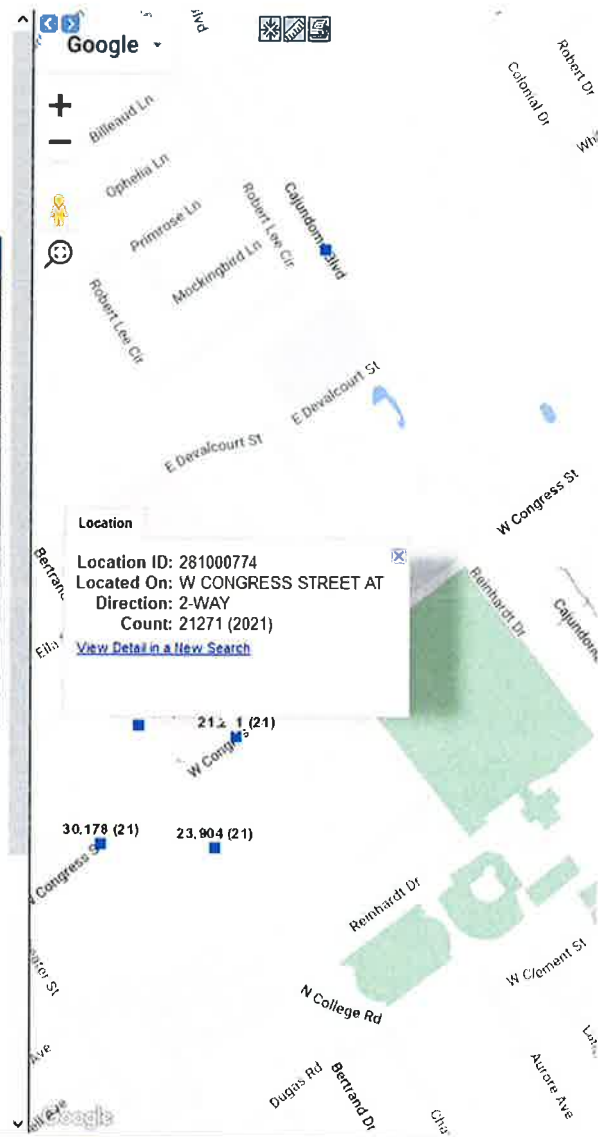 Google
Billeaud Ln
Ophelia Ln
Primrose Ln
Mockingbird Ln
Robert Lee Cir
Robert Lee Cir
Cajundome Blvd
Colonial Dr
Robert Dr
E Devalcourt St
E Devalcourt St
W Congress St
Location
Location ID: 281000774
Located On: W CONGRESS STREET AT
Direction: 2-WAY
Count: 21271 (2021)
View Detail in a New Search
Reinhardt Dr
(21)
30,178 (21)
23,904 (21)
Reinhardt Dr
N College Rd
W Clement St
Dugas Rd
Bertrand Dr
Aurore Ave
Google